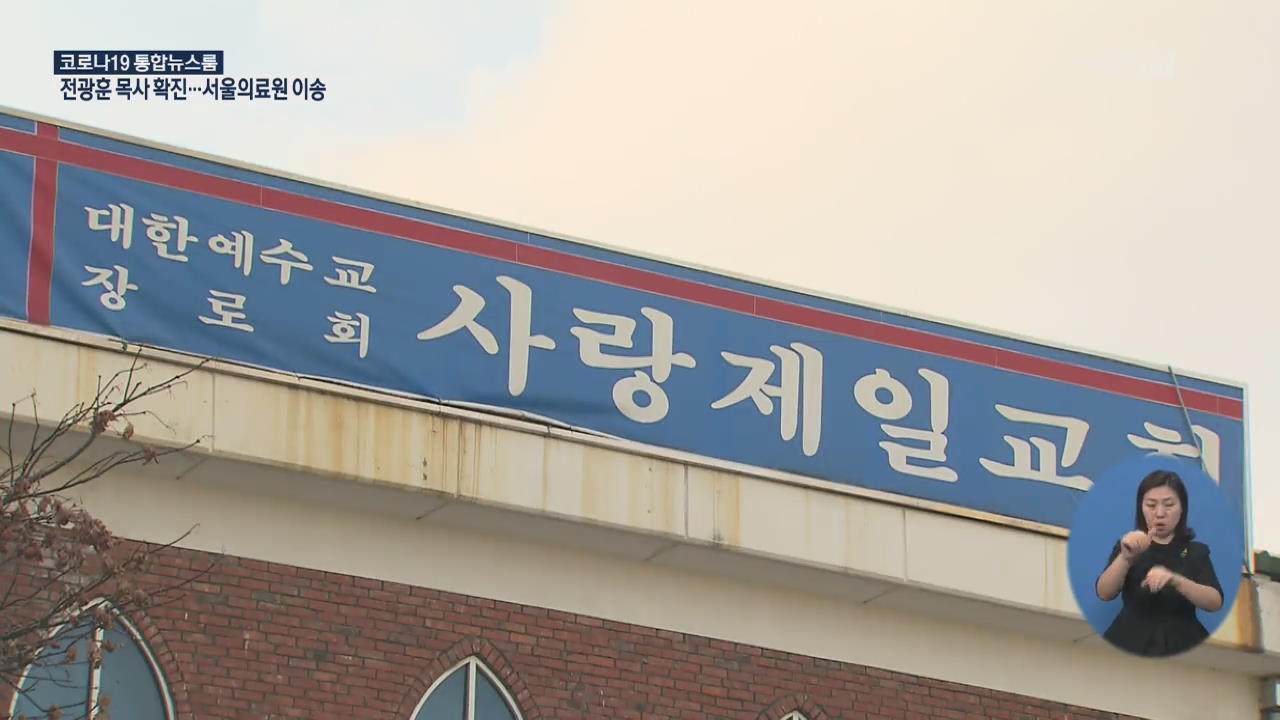 코로나19 통합뉴스룸
전광훈 목사 확진…서울의료원 이송
대한예수교
장로회
사랑제일교회